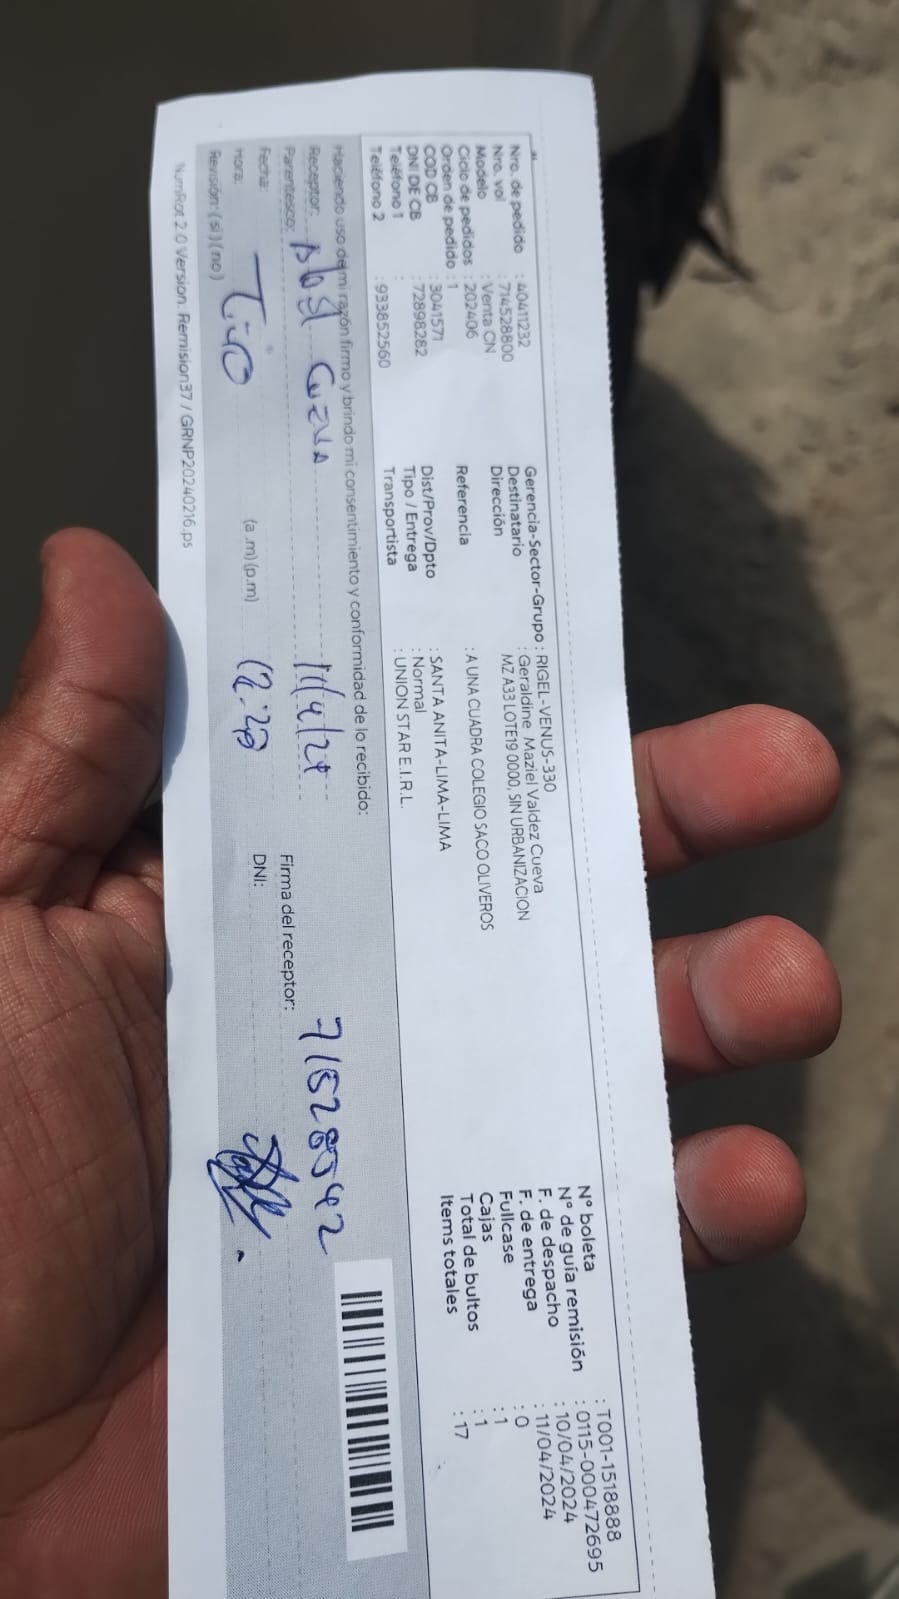 Nro. de pedido : 40411232
Nro. vol : 714528800
Modelo : Venta CN
Ciclo de pedidos : 202406
Orden de pedido : 1
COD CB : 3041571
DNI DE CB : 72898282
Teléfono 1 :
Teléfono 2 : 933852560
Gerencia-Sector-Grupo : RIGEL-VENUS-330
Destinatario : Geraldine Maziel Valdez Cueva
Dirección MZ A33 LOTE19 0000, SIN URBANIZACION
Referencia : A UNA CUADRA COLEGIO SACO OLIVEROS
Dist/Prov/Dpto : SANTA ANITA-LIMA-LIMA
Tipo / Entrega : Normal
Transportista : UNION STAR E.I.R.L.
N° boleta : T001-1518888
N° de guía remisión : 0115-000472695
F. de despacho : 10/04/2024
F. de entrega : 11/04/2024
Fullcase : 0
Cajas : 1
Total de bultos : 1
Items totales : 17
Haciendo uso de mi razón firmo y brindo mi consentimiento y conformidad de lo recibido:
Receptor:
Parentesco: Tio
Fecha: 11/4/24
Hora: (a.m)(p.m) 12:20
Revisión: (si) (no)
Firma del receptor:
DNI:
NumRot 2.0 Version. Remision37 / GRNP20240216.ps